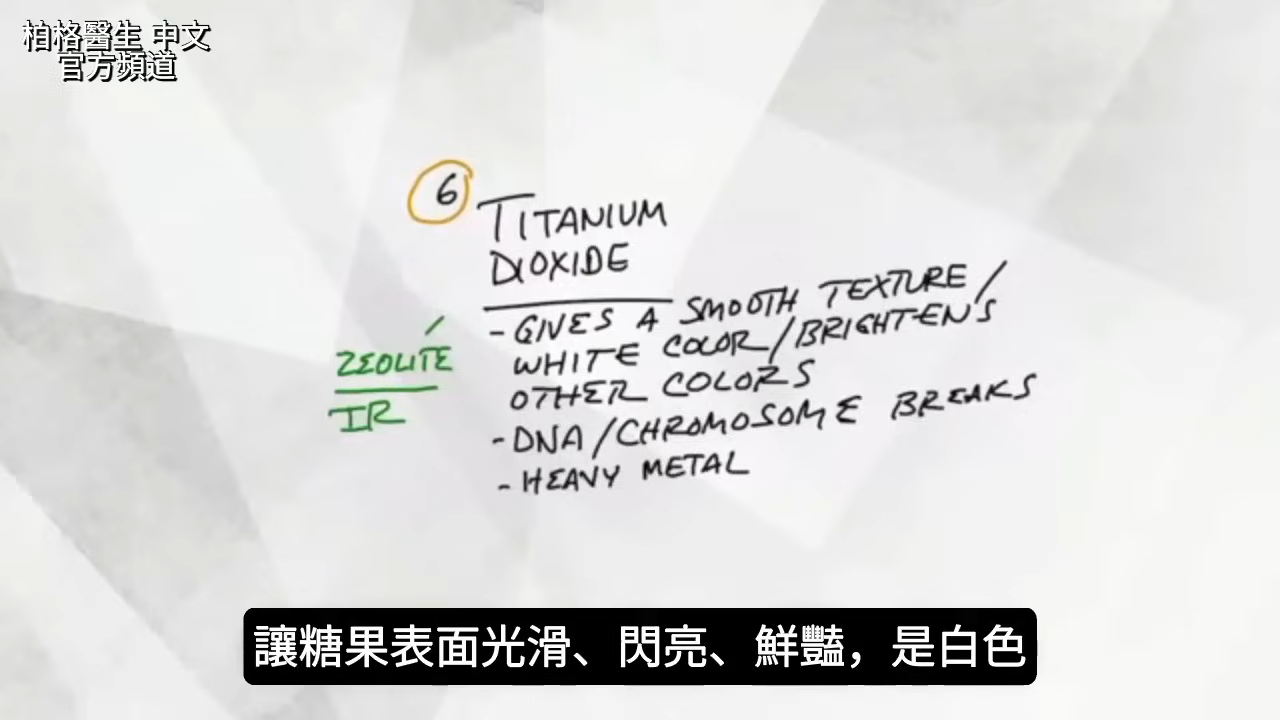 柏格醫生 中文
官方頻道
6
TITANIUM
DIOXIDE
- GIVES A SMOOTH TEXTURE/
WHITE COLOR/BRIGHTENS
OTHER COLORS
- DNA/CHROMOSOME BREAKS
- HEAVY METAL
ZEOLITE
IR
讓糖果表面光滑、閃亮、鮮豔，是白色